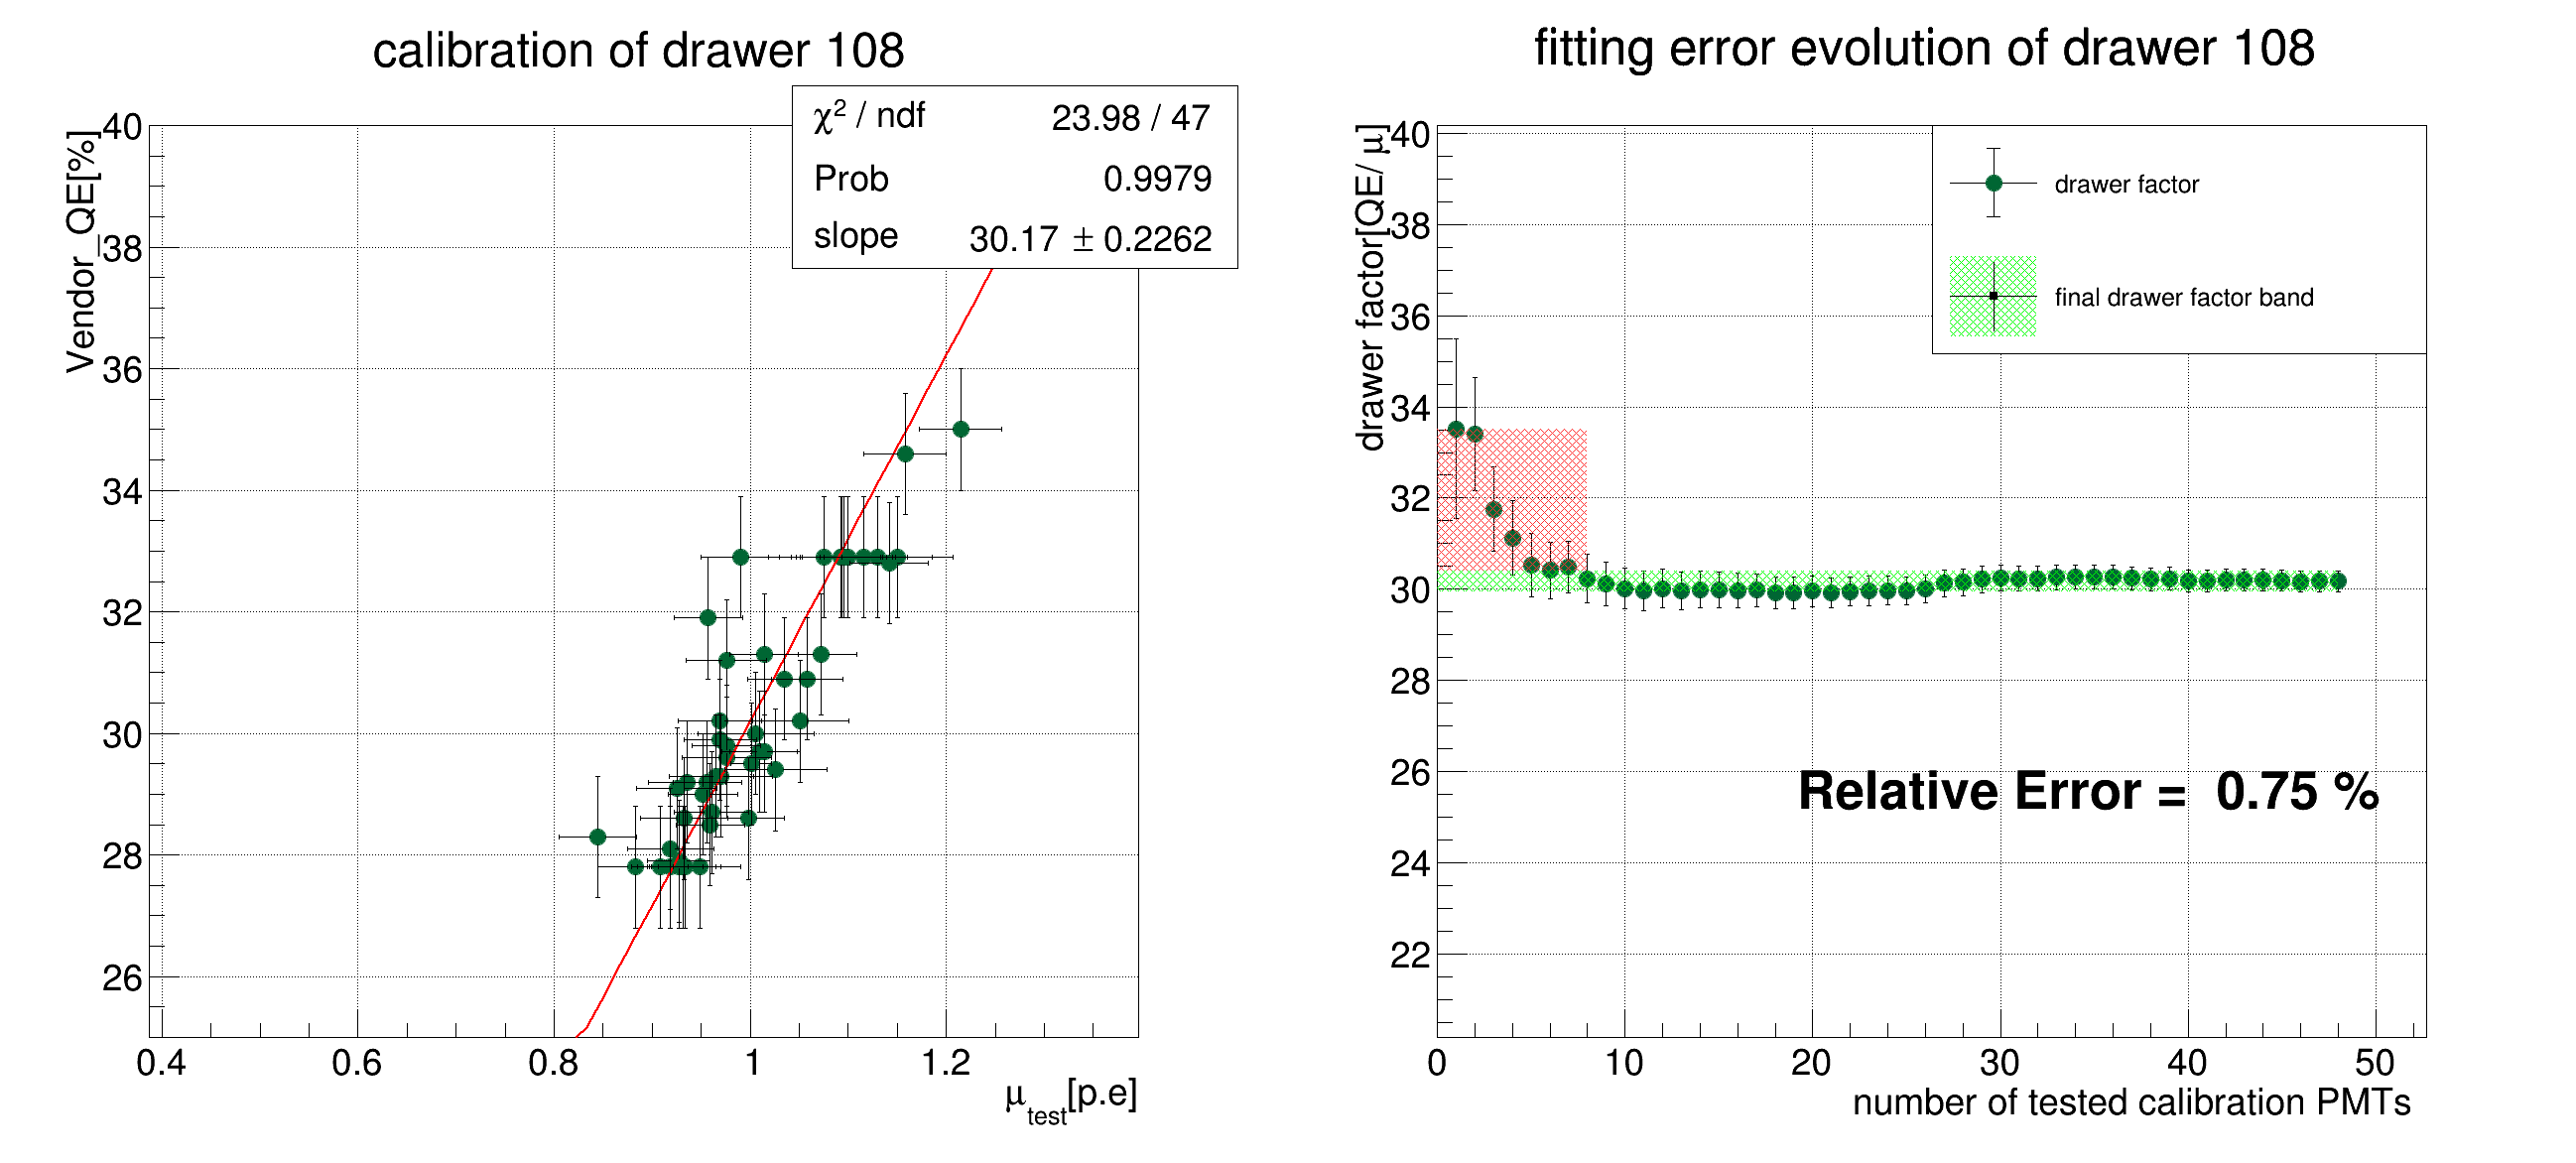 calibration of drawer 108
χ² / ndf 23.98 / 47
Prob 0.9979
slope 30.17 ± 0.2262
Vendor_QE[%]
40
38
36
34
32
30
28
26
0.4 0.6 0.8 1 1.2
μtest[p.e]
fitting error evolution of drawer 108
drawer factor
final drawer factor band
drawer factor[QE/ μ]
40
38
36
34
32
30
28
26
24
22
Relative Error = 0.75 %
0 10 20 30 40 50
number of tested calibration PMTs